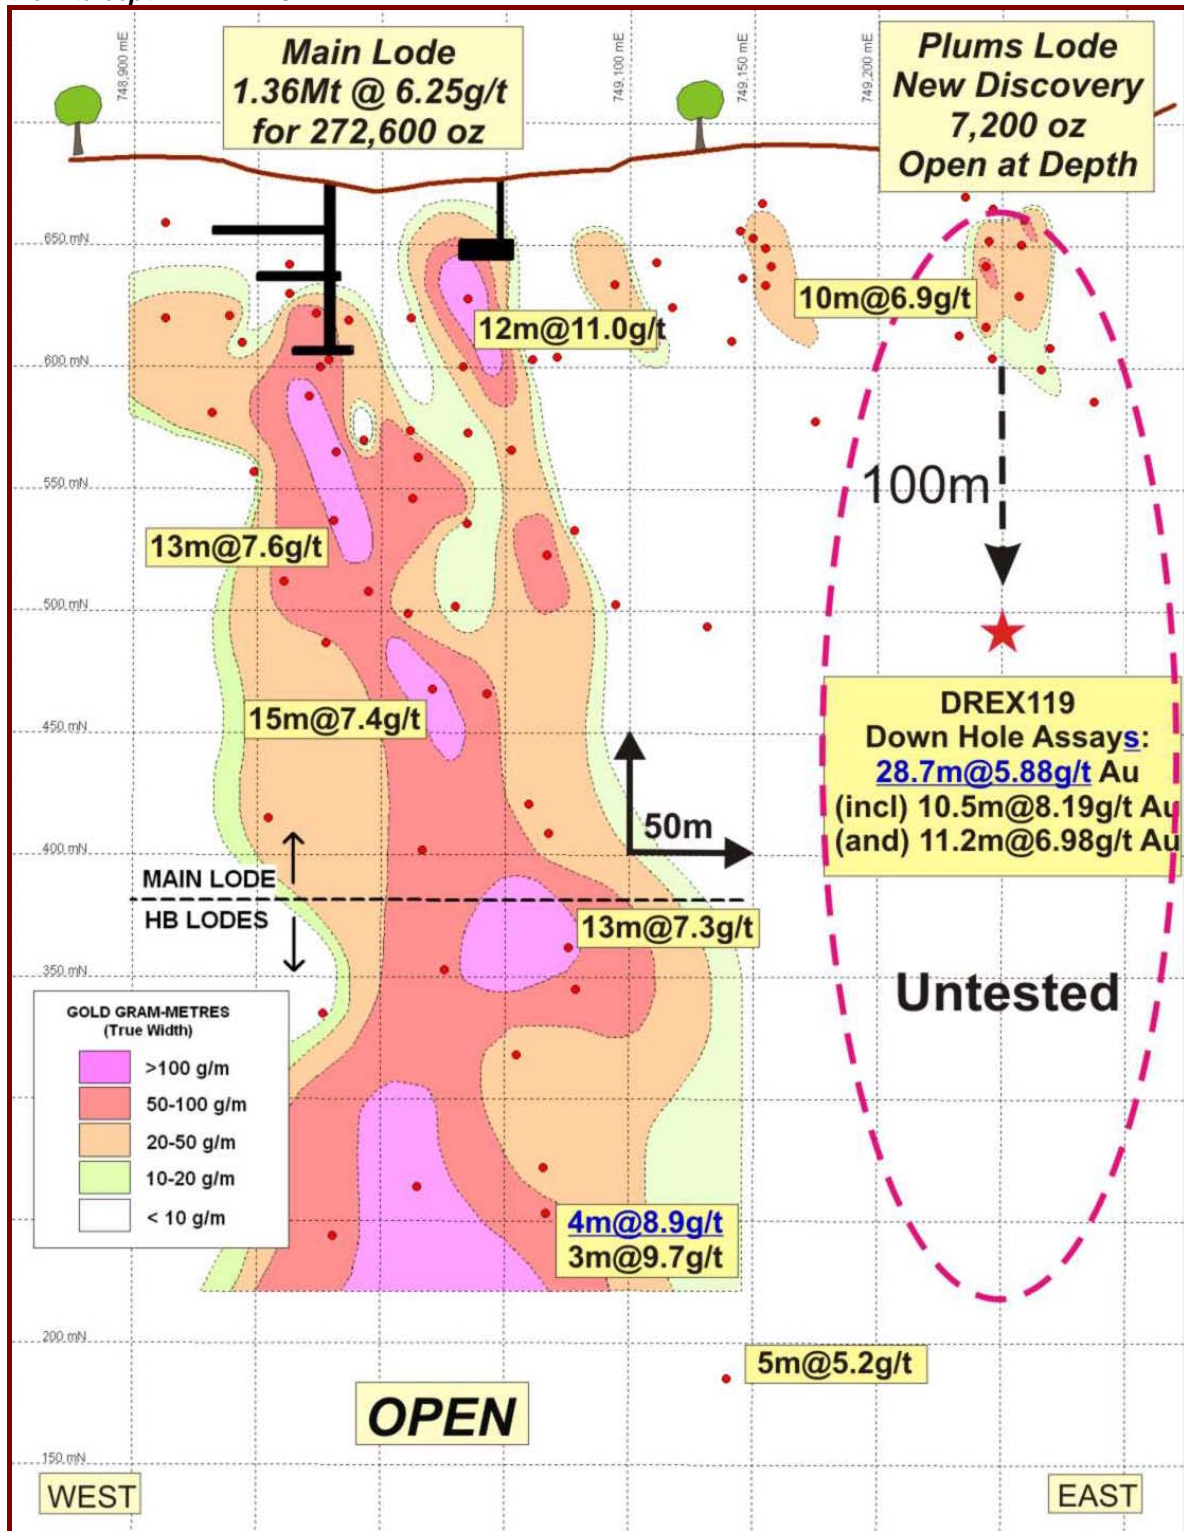 748,900 mE
749,100 mE
749,150 mE
749,200 mE
Main Lode
1.36Mt @ 6.25g/t
for 272,600 oz
Plums Lode
New Discovery
7,200 oz
Open at Depth
650 mN
10m@6.9g/t
12m@11.0g/t
600 mN
100m
550 mN
13m@7.6g/t
500 mN
DREX119
Down Hole Assays:
28.7m@5.88g/t Au
(incl) 10.5m@8.19g/t Au
(and) 11.2m@6.98g/t Au
15m@7.4g/t
450 mN
50m
400 mN
MAIN LODE
HB LODES
13m@7.3g/t
350 mN
Untested
GOLD GRAM-METRES
(True Width)
>100 g/m
50-100 g/m
20-50 g/m
10-20 g/m
< 10 g/m
4m@8.9g/t
3m@9.7g/t
200 mN
5m@5.2g/t
OPEN
150 mN
WEST
EAST